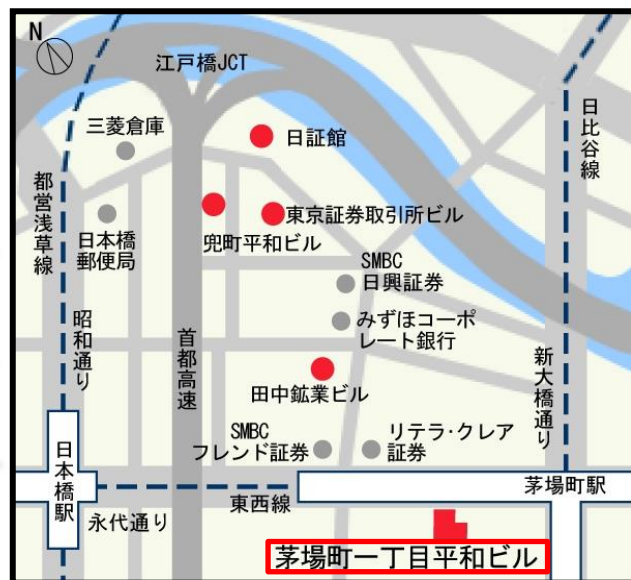 N
江戸橋JCT
三菱倉庫
日証館
日比谷線
都営浅草線
日本橋
郵便局
兜町平和ビル
東京証券取引所ビル
SMBC
日興証券
みずほコーポ
レート銀行
昭和通り
首都高速
田中鉱業ビル
新大橋通り
SMBC
フレンド証券
リテラ・クレア
証券
日本橋駅
永代通り
東西線
茅場町駅
茅場町一丁目平和ビル